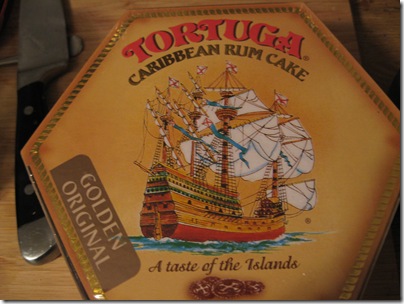 TORTUGA®
CARIBBEAN RUM CAKE
GOLDEN
ORIGINAL
®
A taste of the Islands